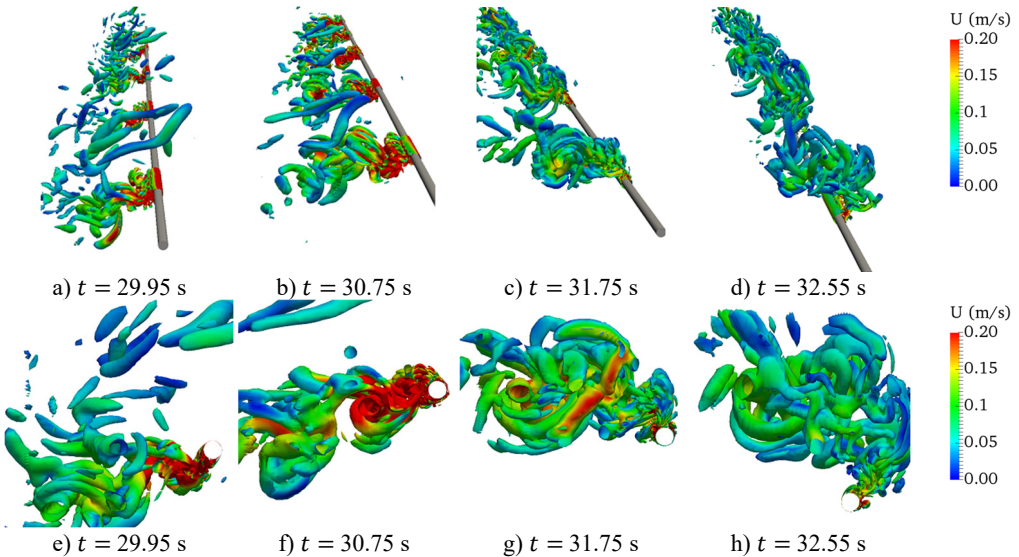 U (m/s)
0.20
0.15
0.1
0.05
0.00
a) t = 29.95 s
b) t = 30.75 s
c) t = 31.75 s
d) t = 32.55 s
U (m/s)
0.20
0.15
0.1
0.05
0.00
e) t = 29.95 s
f) t = 30.75 s
g) t = 31.75 s
h) t = 32.55 s